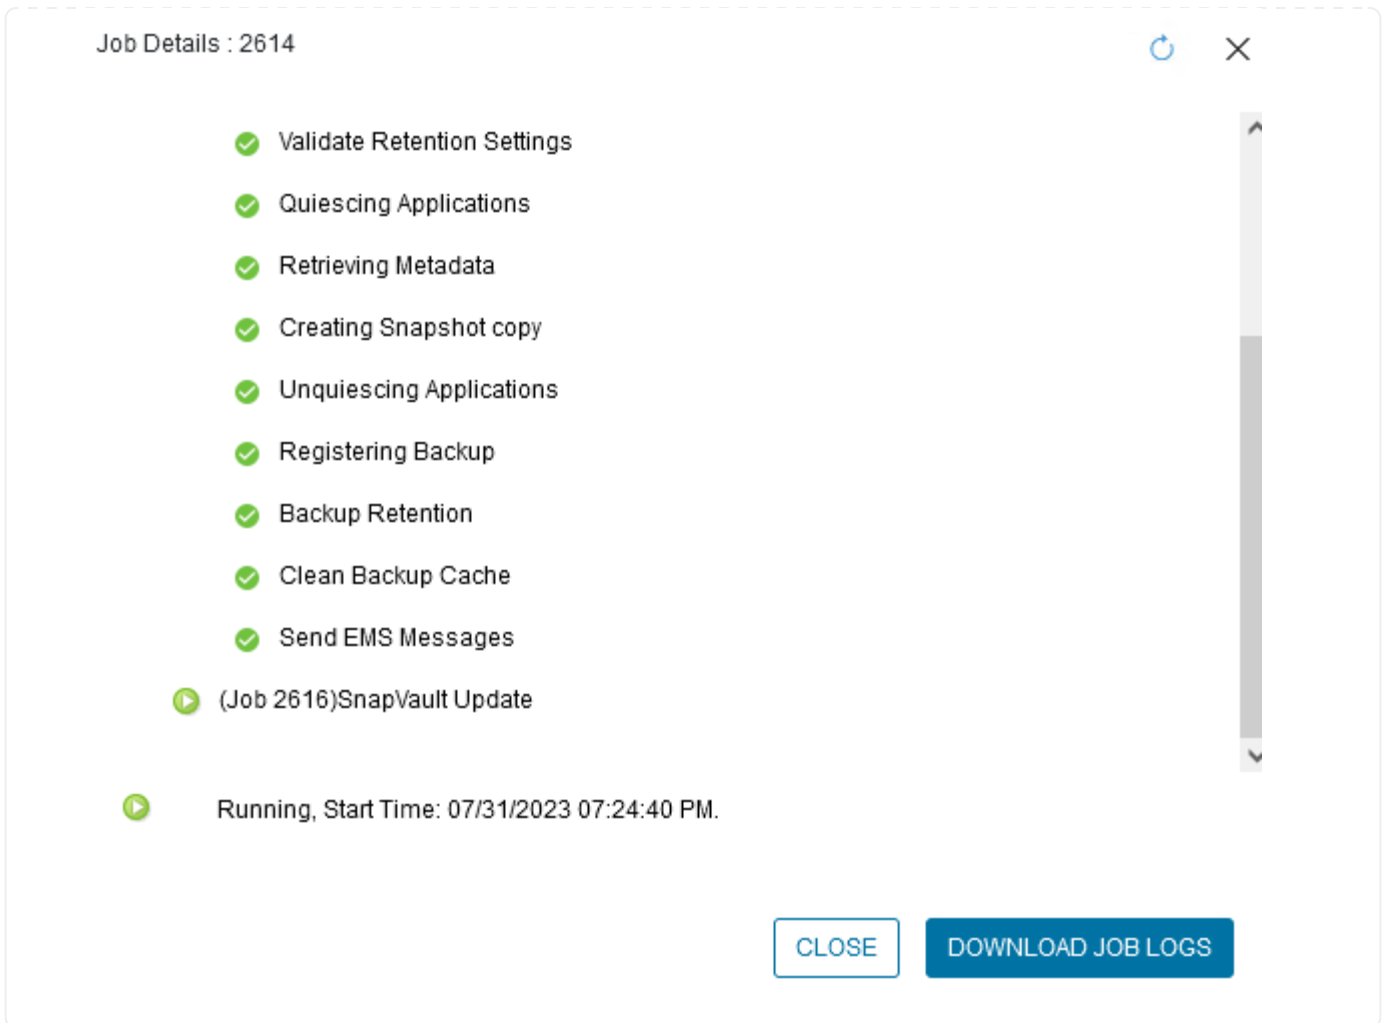 Job Details : 2614
Validate Retention Settings
Quiescing Applications
Retrieving Metadata
Creating Snapshot copy
Unquiescing Applications
Registering Backup
Backup Retention
Clean Backup Cache
Send EMS Messages
(Job 2616)SnapVault Update
Running, Start Time: 07/31/2023 07:24:40 PM.
CLOSE
DOWNLOAD JOB LOGS